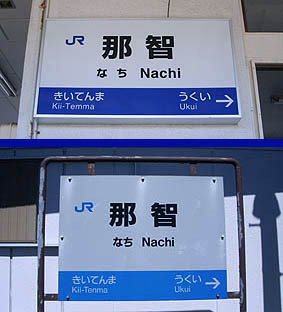 JR 那智
なち Nachi
きいてんま うくい
Kii-Temma Ukui →
JR 那智
なち Nachi
きいてんま うくい
Kii-Tenma Ukui →